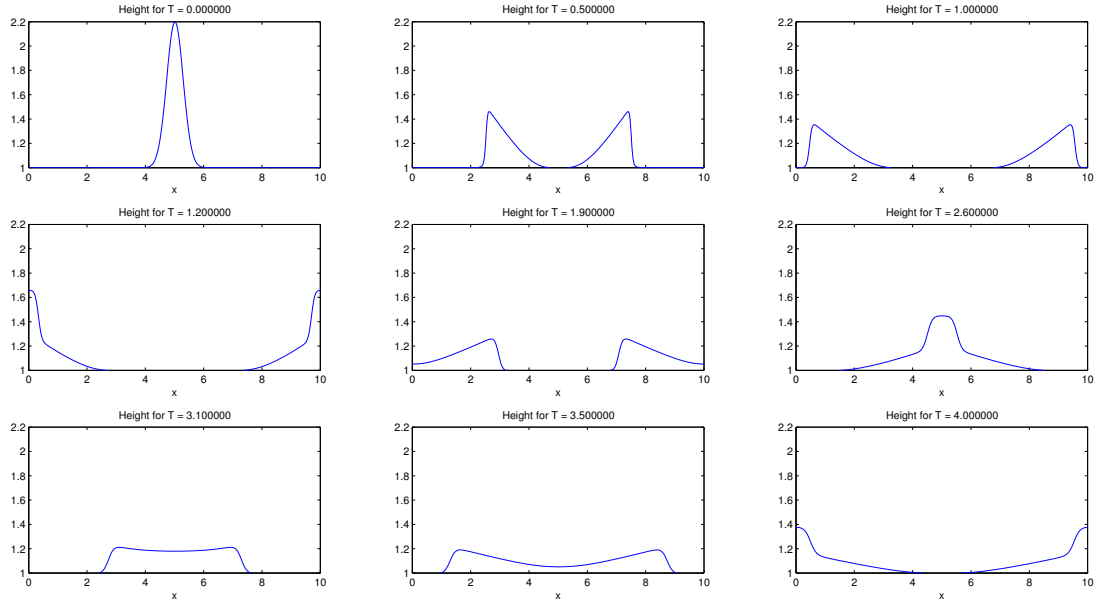 Height for T = 0.000000
2.2
2
1.8
1.6
1.4
1.2
1
0 2 4 6 8 10
x
Height for T = 0.500000
2.2
2
1.8
1.6
1.4
1.2
1
0 2 4 6 8 10
x
Height for T = 1.000000
2.2
2
1.8
1.6
1.4
1.2
1
0 2 4 6 8 10
x
Height for T = 1.200000
2.2
2
1.8
1.6
1.4
1.2
1
0 2 4 6 8 10
x
Height for T = 1.900000
2.2
2
1.8
1.6
1.4
1.2
1
0 2 4 6 8 10
x
Height for T = 2.600000
2.2
2
1.8
1.6
1.4
1.2
1
0 2 4 6 8 10
x
Height for T = 3.100000
2.2
2
1.8
1.6
1.4
1.2
1
0 2 4 6 8 10
x
Height for T = 3.500000
2.2
2
1.8
1.6
1.4
1.2
1
0 2 4 6 8 10
x
Height for T = 4.000000
2.2
2
1.8
1.6
1.4
1.2
1
0 2 4 6 8 10
x